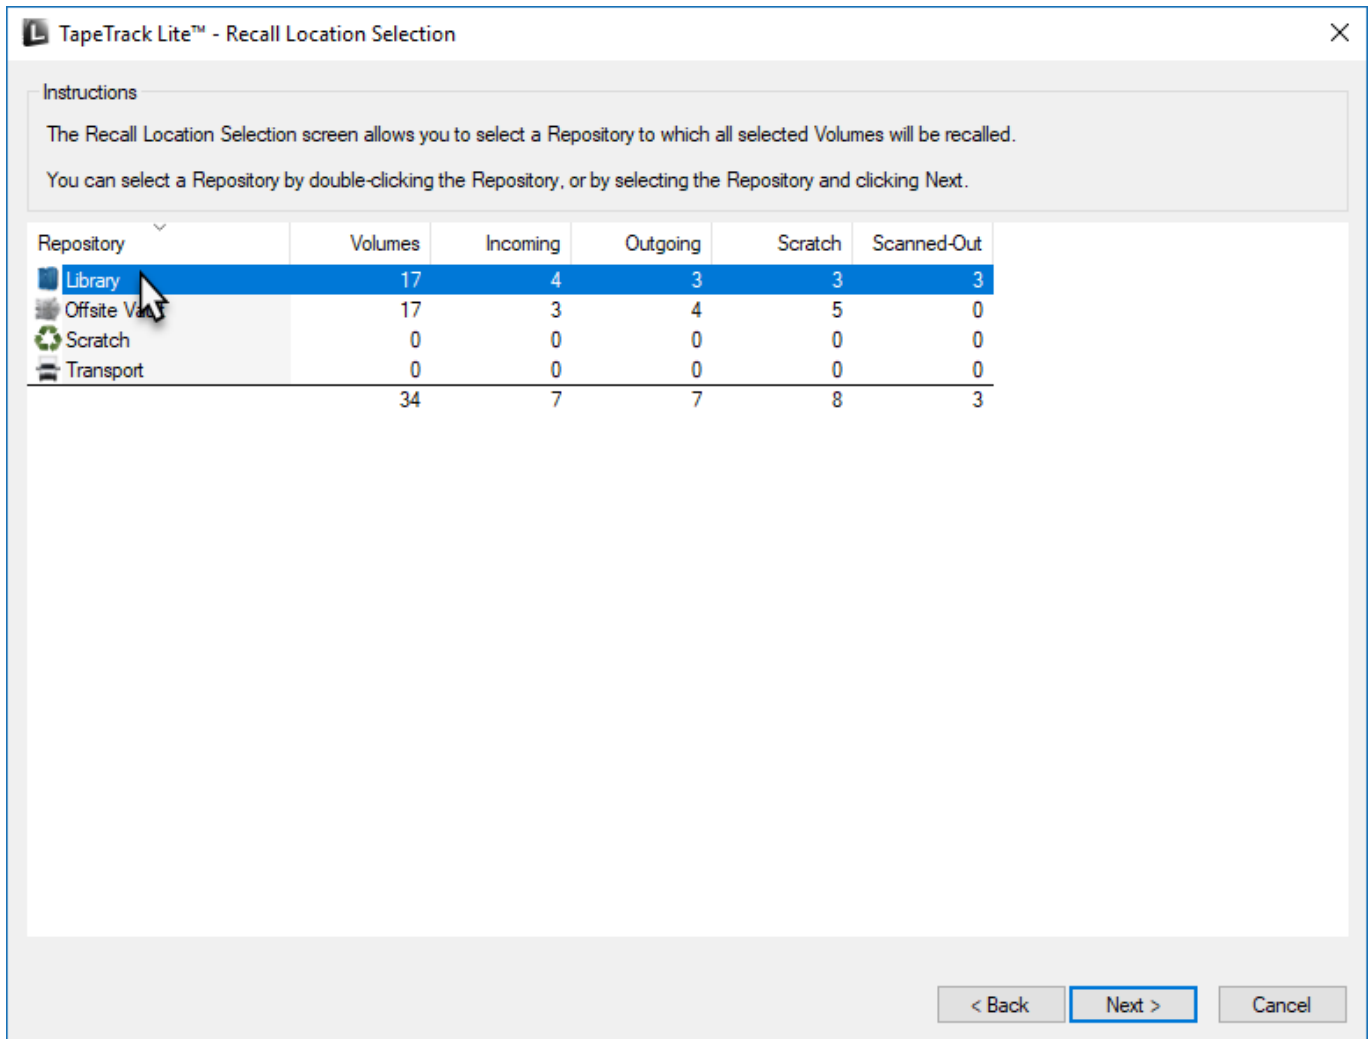 TapeTrack Lite™ - Recall Location Selection
Instructions
The Recall Location Selection screen allows you to select a Repository to which all selected Volumes will be recalled.
You can select a Repository by double-clicking the Repository, or by selecting the Repository and clicking Next.
Repository Volumes Incoming Outgoing Scratch Scanned-Out
Library 17 4 3 3 3
Offsite 17 3 4 5 0
Scratch 0 0 0 0 0
Transport 0 0 0 0 0
34 7 7 8 3
< Back Next > Cancel